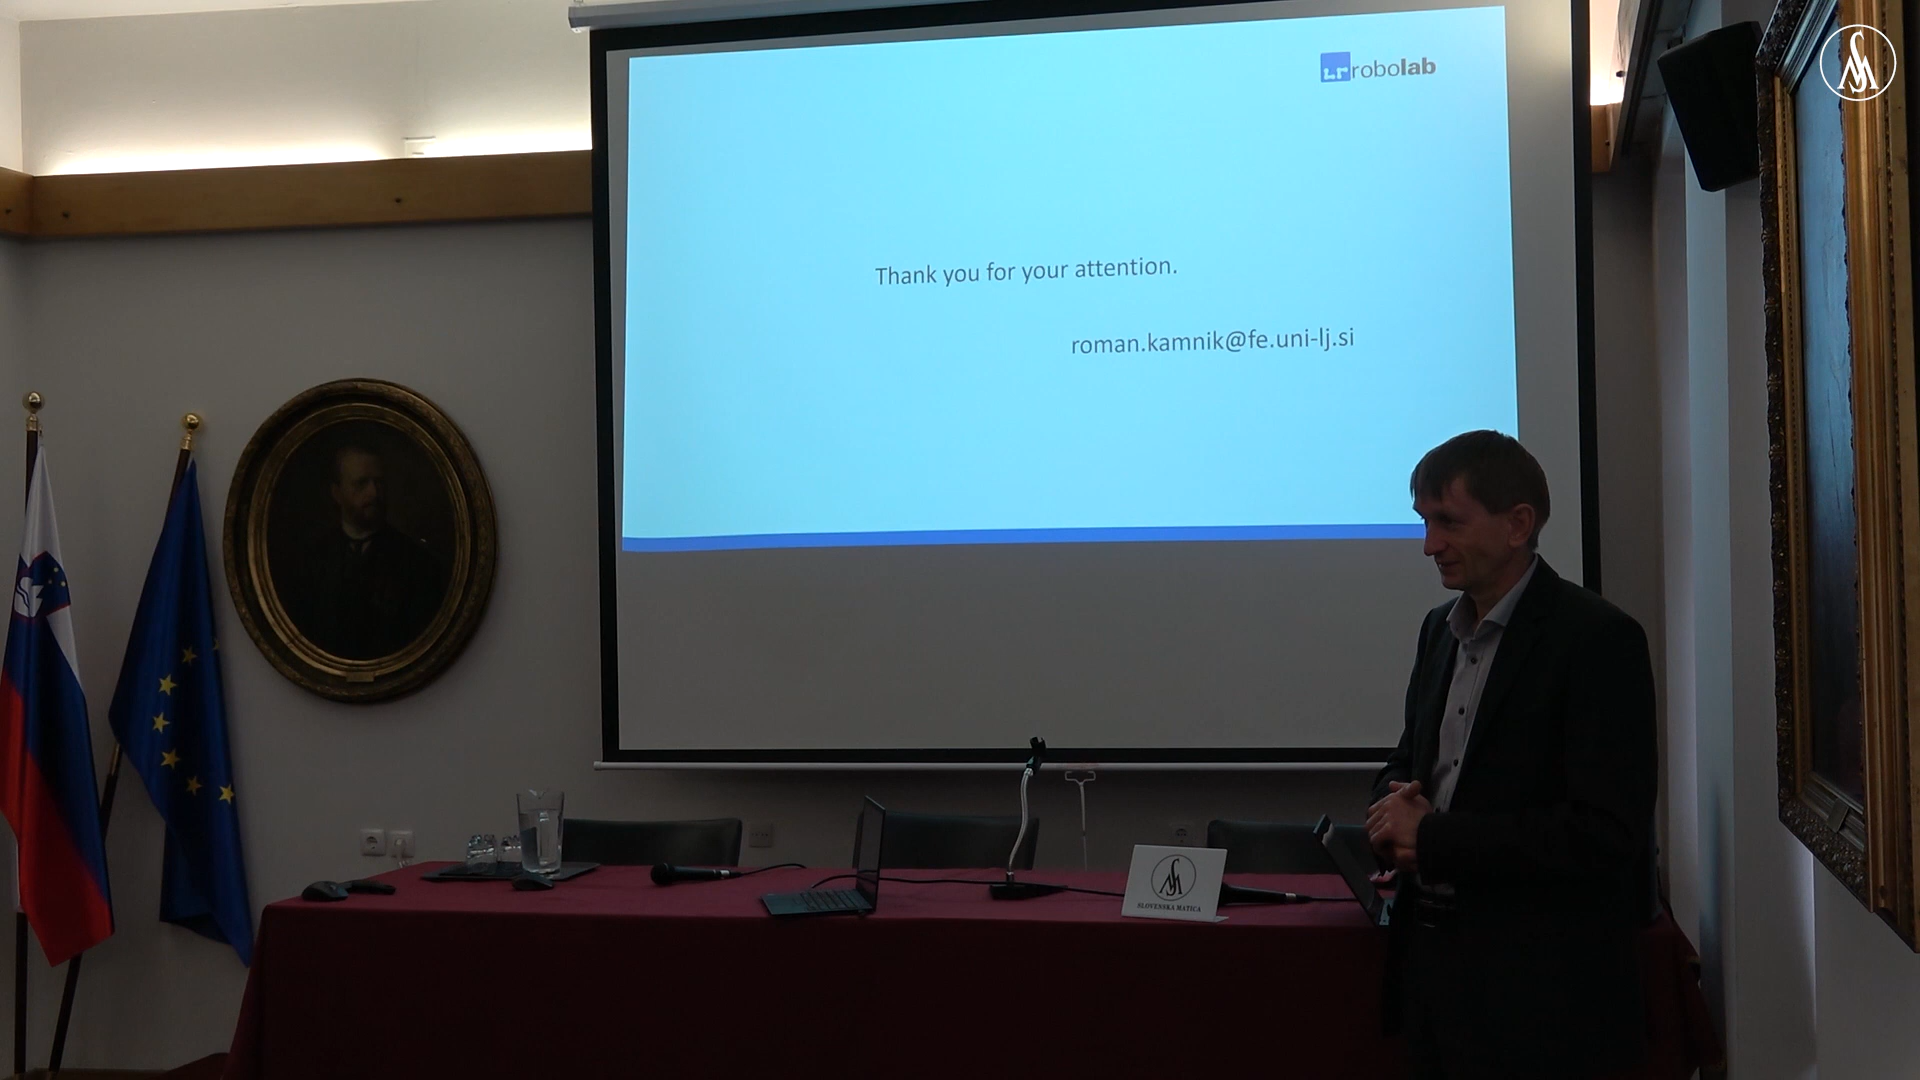 robolab
Thank you for your attention.
roman.kamnik@fe.uni-lj.si
SLOVENSKA MATICA